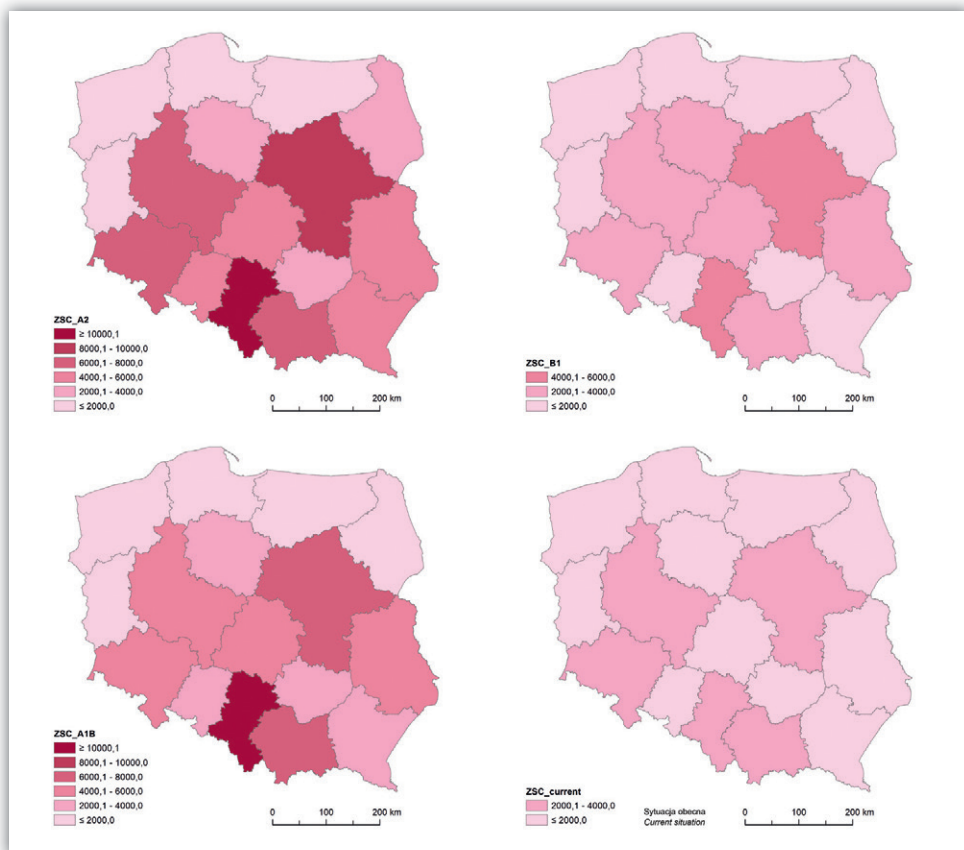 ZSC_A2
≥ 10000,1
8000,1 - 10000,0
6000,1 - 8000,0
4000,1 - 6000,0
2000,1 - 4000,0
≤ 2000,0
0 100 200 km
ZSC_B1
4000,1 - 6000,0
2000,1 - 4000,0
≤ 2000,0
0 100 200 km
ZSC_A1B
≥ 10000,1
8000,1 - 10000,0
6000,1 - 8000,0
4000,1 - 6000,0
2000,1 - 4000,0
≤ 2000,0
0 100 200 km
ZSC_current
2000,1 - 4000,0
≤ 2000,0
Sytuacja obecna
Current situation
0 100 200 km